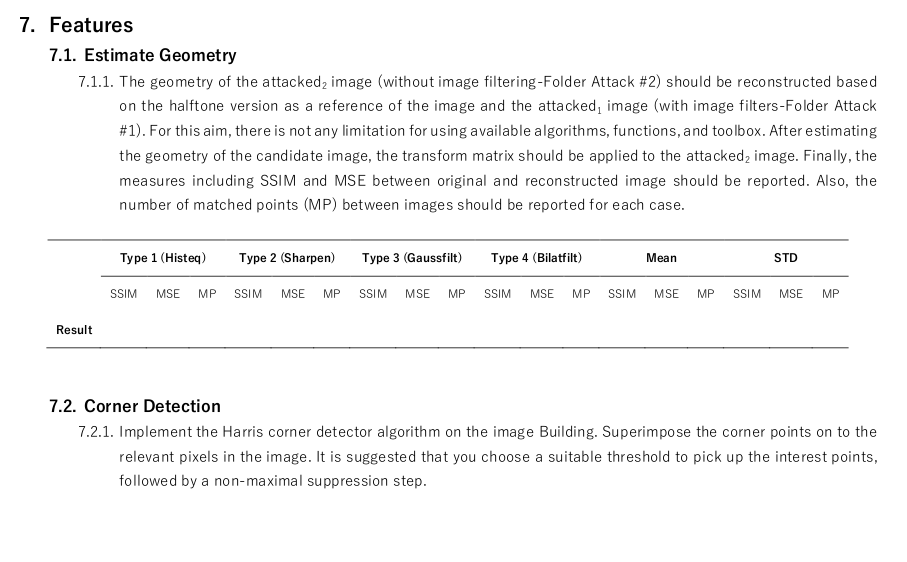 7. Features
7.1. Estimate Geometry
7.1.1. The geometry of the attacked₂ image (without image filtering-Folder Attack #2) should be reconstructed based
on the halftone version as a reference of the image and the attacked₁ image (with image filters-Folder Attack
#1). For this aim, there is not any limitation for using available algorithms, functions, and toolbox. After estimating
the geometry of the candidate image, the transform matrix should be applied to the attacked₂ image. Finally, the
measures including SSIM and MSE between original and reconstructed image should be reported. Also, the
number of matched points (MP) between images should be reported for each case.
Type 1 (Histeq) Type 2 (Sharpen) Type 3 (Gaussfilt) Type 4 (Bilatfilt) Mean STD
SSIM MSE MP SSIM MSE MP SSIM MSE MP SSIM MSE MP SSIM MSE MP SSIM MSE MP
Result
7.2. Corner Detection
7.2.1. Implement the Harris corner detector algorithm on the image Building. Superimpose the corner points on to the
relevant pixels in the image. It is suggested that you choose a suitable threshold to pick up the interest points,
followed by a non-maximal suppression step.